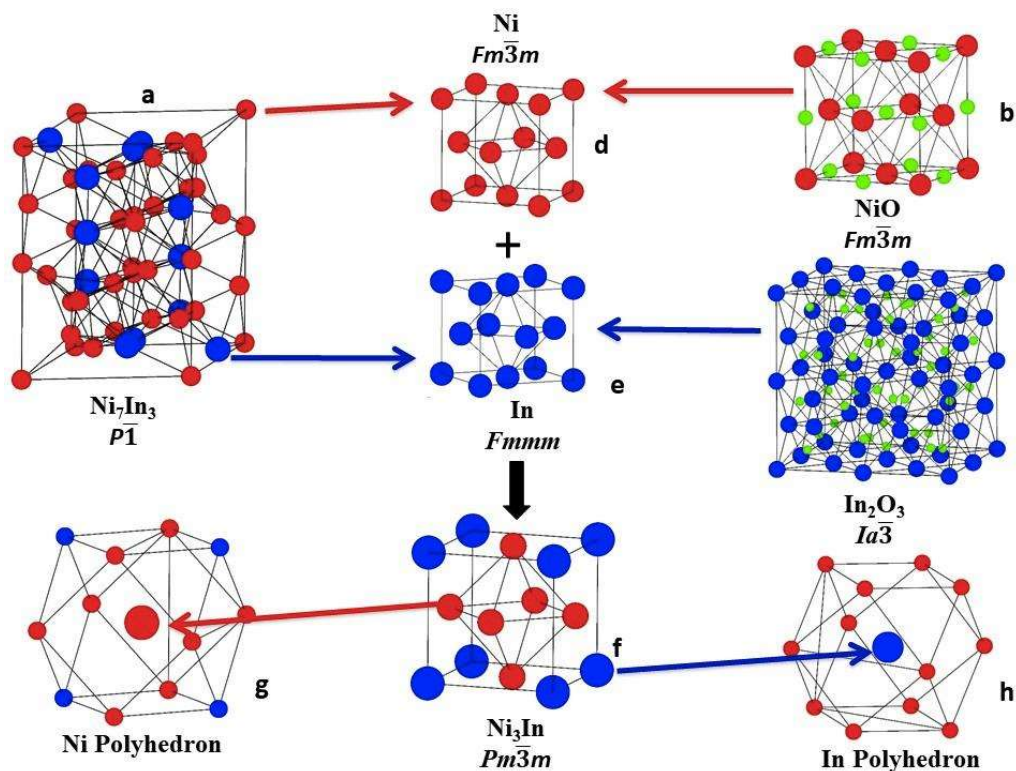 Ni
Fm3̅m
a
b
d
NiO
Fm3̅m
+
Ni₇In₃
P1̅
e
In
Fmmm
In₂O₃
Ia3̅
f
g
h
Ni Polyhedron
Ni₃In
Pm3̅m
In Polyhedron